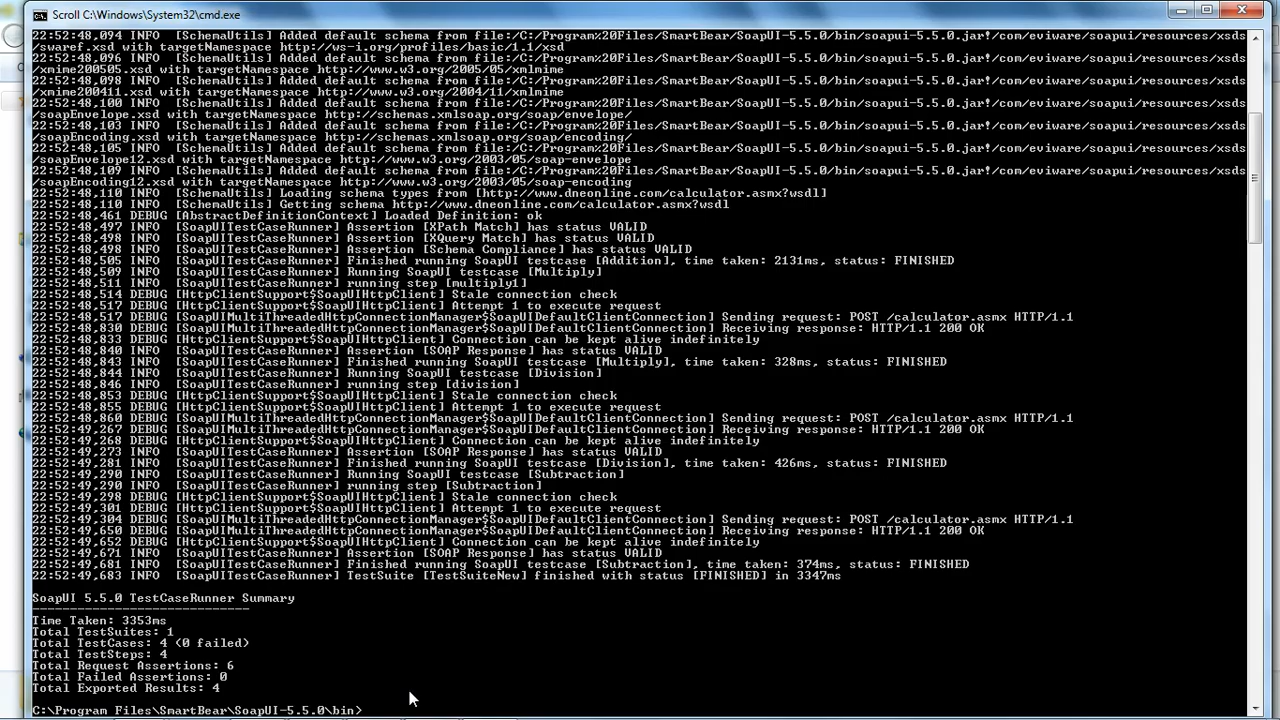 Scroll C:\Windows\System32\cmd.exe
22:52:48,094 INFO  [SchemaUtils] Added default schema from file:/C:/Program%20Files/SmartBear/SoapUI-5.5.0/bin/soapui-5.5.0.jar!/com/eviware/soapui/resources/xsds
/swaref.xsd with targetNamespace http://ws-i.org/profiles/basic/1.1/xsd
22:52:48,096 INFO  [SchemaUtils] Added default schema from file:/C:/Program%20Files/SmartBear/SoapUI-5.5.0/bin/soapui-5.5.0.jar!/com/eviware/soapui/resources/xsds
/xmime200505.xsd with targetNamespace http://www.w3.org/2005/05/xmlmime
22:52:48,098 INFO  [SchemaUtils] Added default schema from file:/C:/Program%20Files/SmartBear/SoapUI-5.5.0/bin/soapui-5.5.0.jar!/com/eviware/soapui/resources/xsds
/xmime200411.xsd with targetNamespace http://www.w3.org/2004/11/xmlmime
22:52:48,100 INFO  [SchemaUtils] Added default schema from file:/C:/Program%20Files/SmartBear/SoapUI-5.5.0/bin/soapui-5.5.0.jar!/com/eviware/soapui/resources/xsds
/soapEnvelope.xsd with targetNamespace http://schemas.xmlsoap.org/soap/envelope/
22:52:48,103 INFO  [SchemaUtils] Added default schema from file:/C:/Program%20Files/SmartBear/SoapUI-5.5.0/bin/soapui-5.5.0.jar!/com/eviware/soapui/resources/xsds
/soapEncoding.xsd with targetNamespace http://schemas.xmlsoap.org/soap/encoding/
22:52:48,105 INFO  [SchemaUtils] Added default schema from file:/C:/Program%20Files/SmartBear/SoapUI-5.5.0/bin/soapui-5.5.0.jar!/com/eviware/soapui/resources/xsds
/soapEnvelope12.xsd with targetNamespace http://www.w3.org/2003/05/soap-envelope
22:52:48,109 INFO  [SchemaUtils] Added default schema from file:/C:/Program%20Files/SmartBear/SoapUI-5.5.0/bin/soapui-5.5.0.jar!/com/eviware/soapui/resources/xsds
/soapEncoding12.xsd with targetNamespace http://www.w3.org/2003/05/soap-encoding
22:52:48,110 INFO  [SchemaUtils] Loading schema types from [http://www.dneonline.com/calculator.asmx?wsdl]
22:52:48,110 INFO  [SchemaUtils] Getting schema http://www.dneonline.com/calculator.asmx?wsdl
22:52:48,461 DEBUG [AbstractDefinitionContext] Loaded Definition: ok
22:52:48,497 INFO  [SoapUITestCaseRunner] Assertion [XPath Match] has status VALID
22:52:48,498 INFO  [SoapUITestCaseRunner] Assertion [XQuery Match] has status VALID
22:52:48,498 INFO  [SoapUITestCaseRunner] Assertion [Schema Compliance] has status VALID
22:52:48,505 INFO  [SoapUITestCaseRunner] Finished running SoapUI testcase [Addition], time taken: 2131ms, status: FINISHED
22:52:48,509 INFO  [SoapUITestCaseRunner] Running SoapUI testcase [Multiply]
22:52:48,511 INFO  [SoapUITestCaseRunner] running step [multiply1]
22:52:48,514 DEBUG [HttpClientSupport$SoapUIHttpClient] Stale connection check
22:52:48,517 DEBUG [HttpClientSupport$SoapUIHttpClient] Attempt 1 to execute request
22:52:48,517 DEBUG [SoapUIMultiThreadedHttpConnectionManager$SoapUIDefaultClientConnection] Sending request: POST /calculator.asmx HTTP/1.1
22:52:48,830 DEBUG [SoapUIMultiThreadedHttpConnectionManager$SoapUIDefaultClientConnection] Receiving response: HTTP/1.1 200 OK
22:52:48,833 DEBUG [HttpClientSupport$SoapUIHttpClient] Connection can be kept alive indefinitely
22:52:48,840 INFO  [SoapUITestCaseRunner] Assertion [SOAP Response] has status VALID
22:52:48,843 INFO  [SoapUITestCaseRunner] Finished running SoapUI testcase [Multiply], time taken: 328ms, status: FINISHED
22:52:48,844 INFO  [SoapUITestCaseRunner] Running SoapUI testcase [Division]
22:52:48,846 INFO  [SoapUITestCaseRunner] running step [division]
22:52:48,853 DEBUG [HttpClientSupport$SoapUIHttpClient] Stale connection check
22:52:48,855 DEBUG [HttpClientSupport$SoapUIHttpClient] Attempt 1 to execute request
22:52:48,860 DEBUG [SoapUIMultiThreadedHttpConnectionManager$SoapUIDefaultClientConnection] Sending request: POST /calculator.asmx HTTP/1.1
22:52:49,267 DEBUG [SoapUIMultiThreadedHttpConnectionManager$SoapUIDefaultClientConnection] Receiving response: HTTP/1.1 200 OK
22:52:49,268 DEBUG [HttpClientSupport$SoapUIHttpClient] Connection can be kept alive indefinitely
22:52:49,273 INFO  [SoapUITestCaseRunner] Assertion [SOAP Response] has status VALID
22:52:49,281 INFO  [SoapUITestCaseRunner] Finished running SoapUI testcase [Division], time taken: 426ms, status: FINISHED
22:52:49,290 INFO  [SoapUITestCaseRunner] Running SoapUI testcase [Subtraction]
22:52:49,290 INFO  [SoapUITestCaseRunner] running step [Subtraction]
22:52:49,298 DEBUG [HttpClientSupport$SoapUIHttpClient] Stale connection check
22:52:49,301 DEBUG [HttpClientSupport$SoapUIHttpClient] Attempt 1 to execute request
22:52:49,304 DEBUG [SoapUIMultiThreadedHttpConnectionManager$SoapUIDefaultClientConnection] Sending request: POST /calculator.asmx HTTP/1.1
22:52:49,650 DEBUG [SoapUIMultiThreadedHttpConnectionManager$SoapUIDefaultClientConnection] Receiving response: HTTP/1.1 200 OK
22:52:49,652 DEBUG [HttpClientSupport$SoapUIHttpClient] Connection can be kept alive indefinitely
22:52:49,671 INFO  [SoapUITestCaseRunner] Assertion [SOAP Response] has status VALID
22:52:49,681 INFO  [SoapUITestCaseRunner] Finished running SoapUI testcase [Subtraction], time taken: 374ms, status: FINISHED
22:52:49,683 INFO  [SoapUITestCaseRunner] TestSuite [TestSuiteNew] finished with status [FINISHED] in 3347ms
SoapUI 5.5.0 TestCaseRunner Summary
-----------------------------
Time Taken: 3353ms
Total TestSuites: 1
Total TestCases: 4 (0 failed)
Total TestSteps: 4
Total Request Assertions: 6
Total Failed Assertions: 0
Total Exported Results: 4
C:\Program Files\SmartBear\SoapUI-5.5.0\bin>